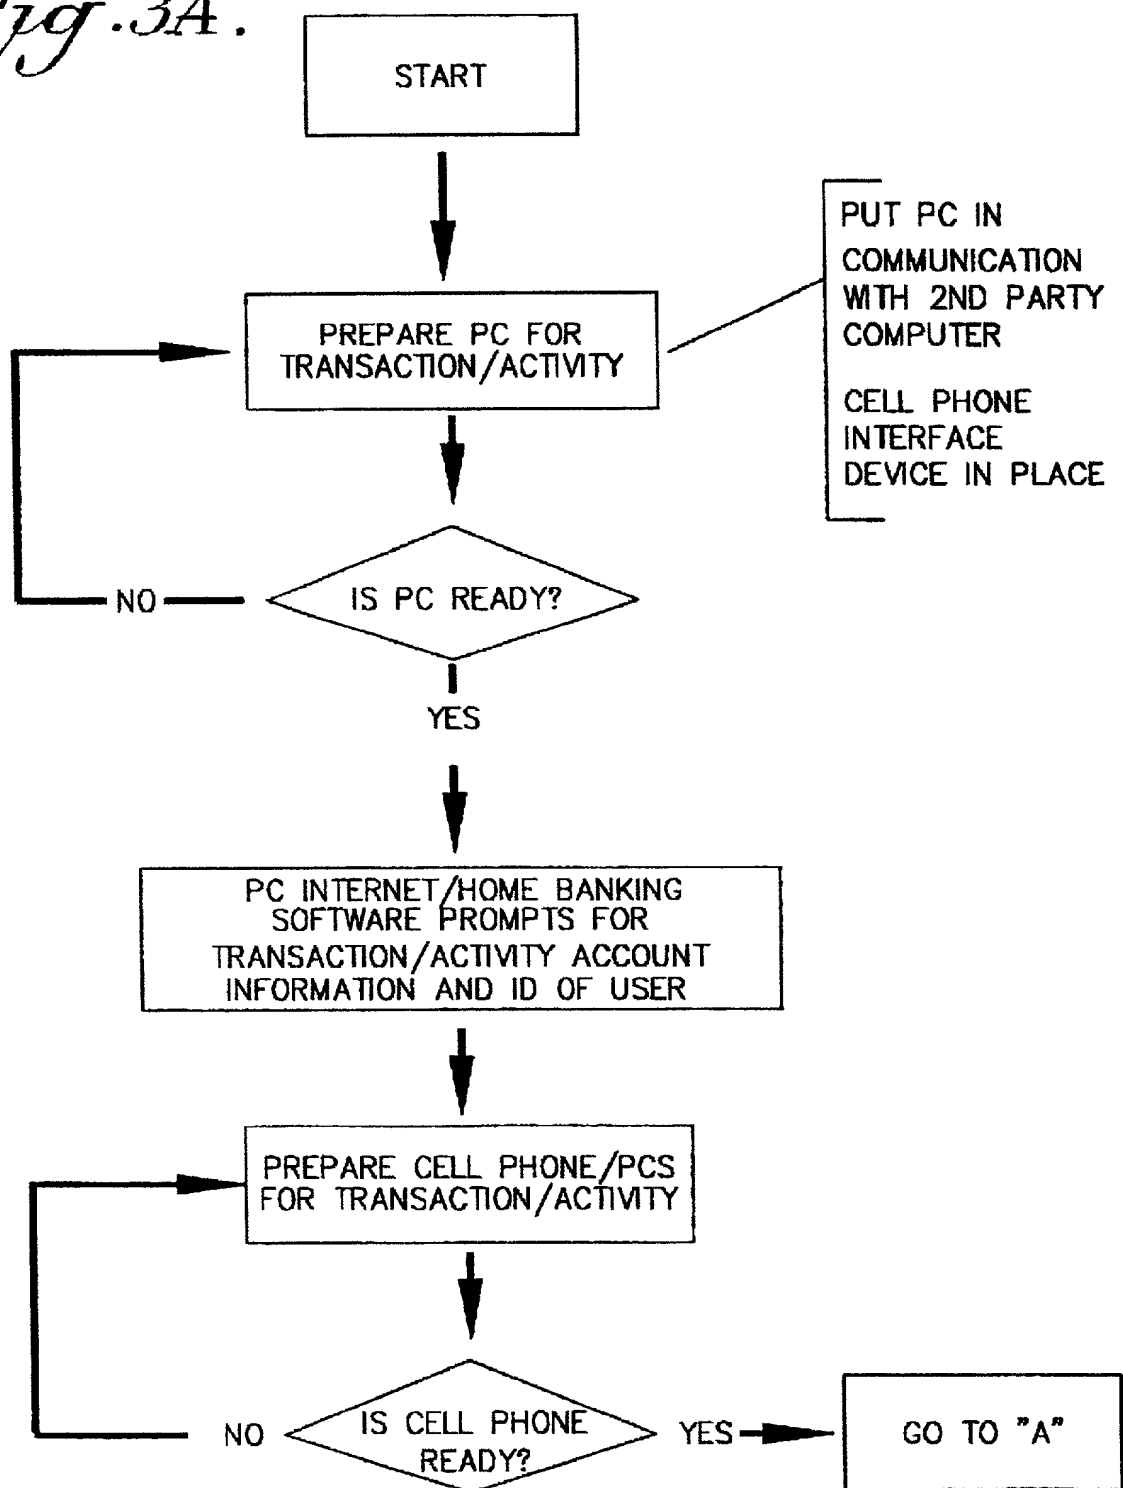 Fig. 3A.
START
PREPARE PC FOR
TRANSACTION/ACTIVITY
PUT PC IN
COMMUNICATION
WITH 2ND PARTY
COMPUTER
CELL PHONE
INTERFACE
DEVICE IN PLACE
IS PC READY?
NO
YES
PC INTERNET/HOME BANKING
SOFTWARE PROMPTS FOR
TRANSACTION/ACTIVITY ACCOUNT
INFORMATION AND ID OF USER
PREPARE CELL PHONE/PCS
FOR TRANSACTION/ACTIVITY
IS CELL PHONE
READY?
NO
YES
GO TO "A"